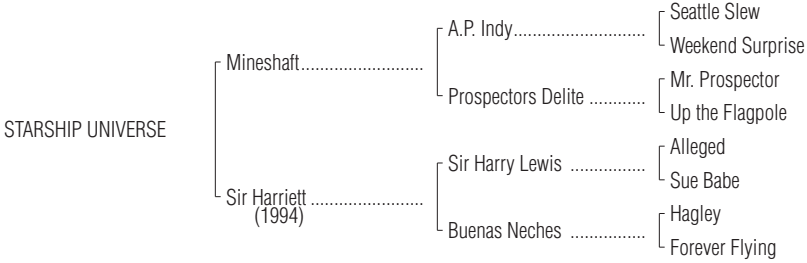 Seattle Slew
A.P. Indy............................
Weekend Surprise
Mineshaft..........................
Mr. Prospector
Prospectors Delite ............
Up the Flagpole
STARSHIP UNIVERSE
Alleged
Sir Harry Lewis ................
Sue Babe
Sir Harriett ........................
(1994)
Hagley
Buenas Neches ................
Forever Flying